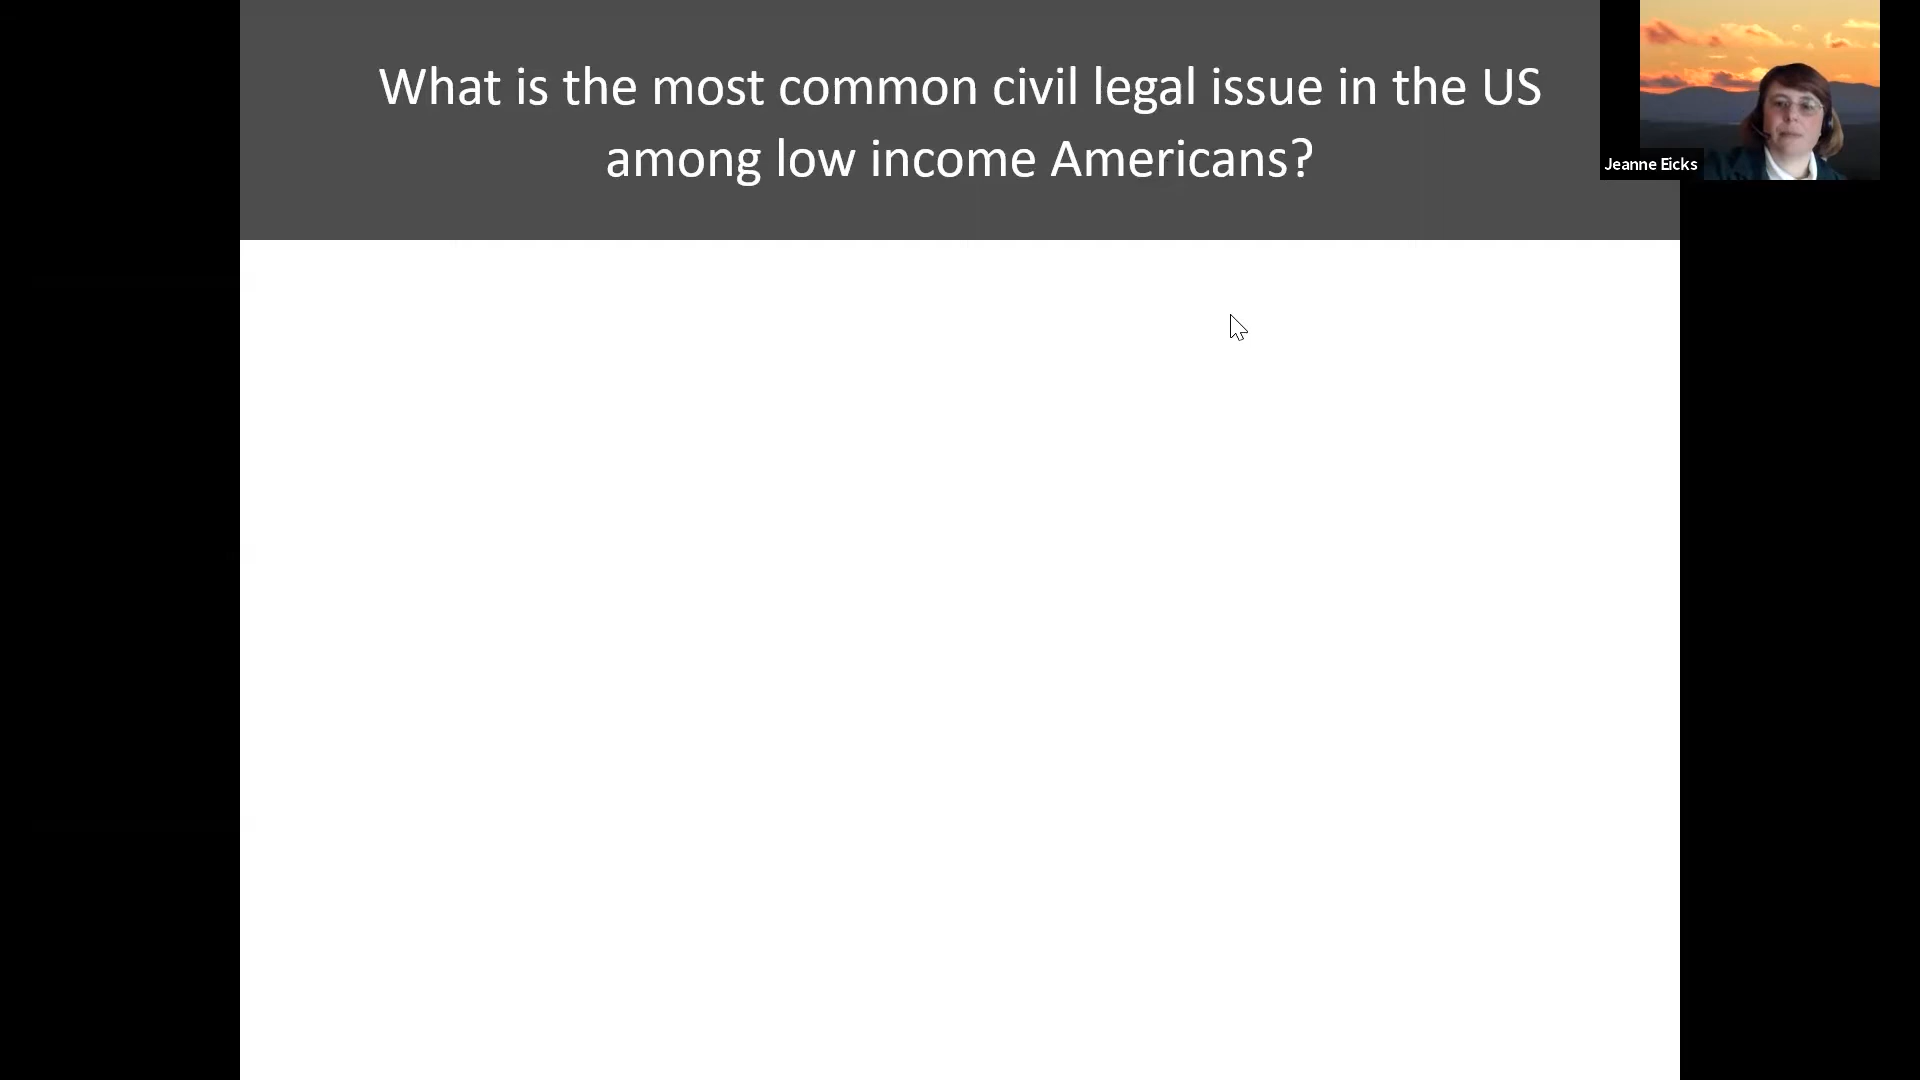 What is the most common civil legal issue in the US
among low income Americans?
Jeanne Eicks